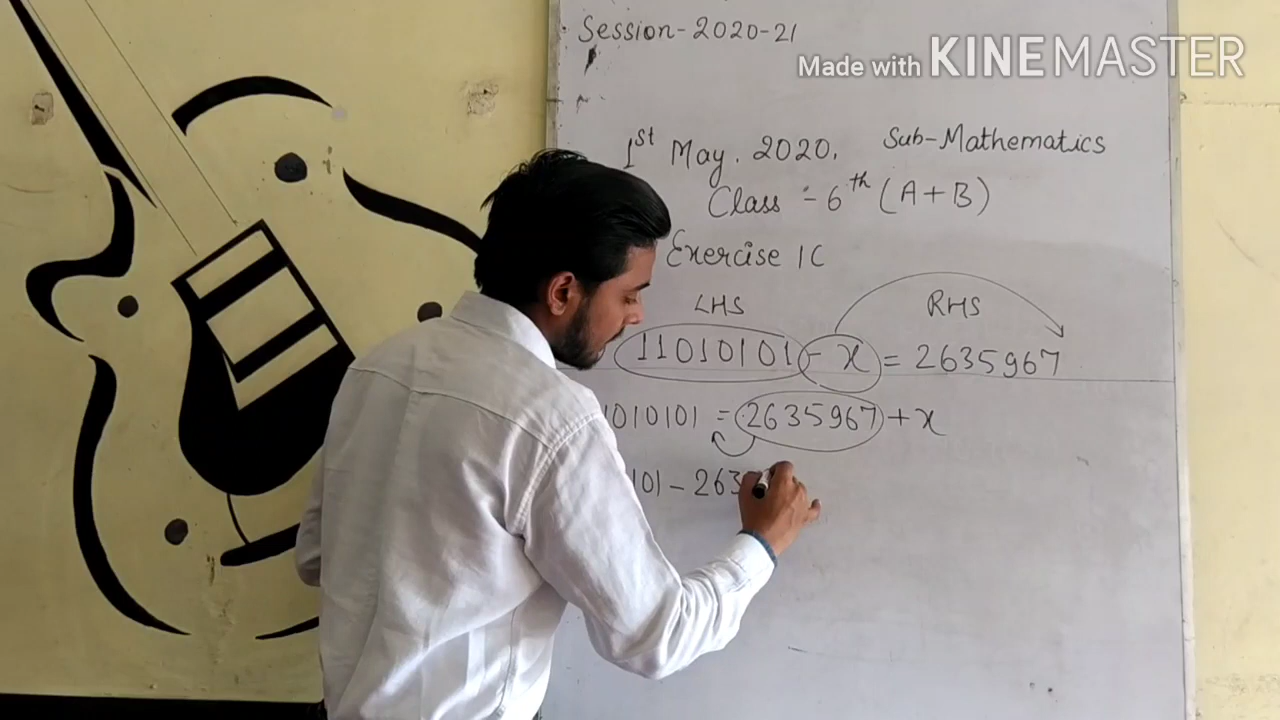 Session-2020-21
Made with KINEMASTER
1st May. 2020. Sub-Mathematics
Class :- 6th (A+B)
Exercise 1C
LHS RHS
11010101 - x = 2635967
1010101 = 2635967 + x
101 - 263